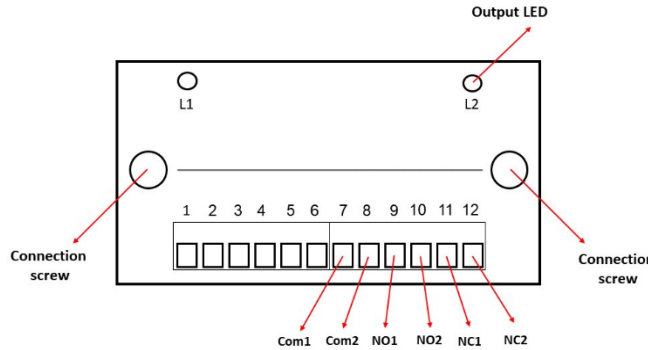 Output LED
L1
L2
1 2 3 4 5 6 7 8 9 10 11 12
Connection
screw
Connection
screw
Com1 Com2 NO1 NO2 NC1 NC2